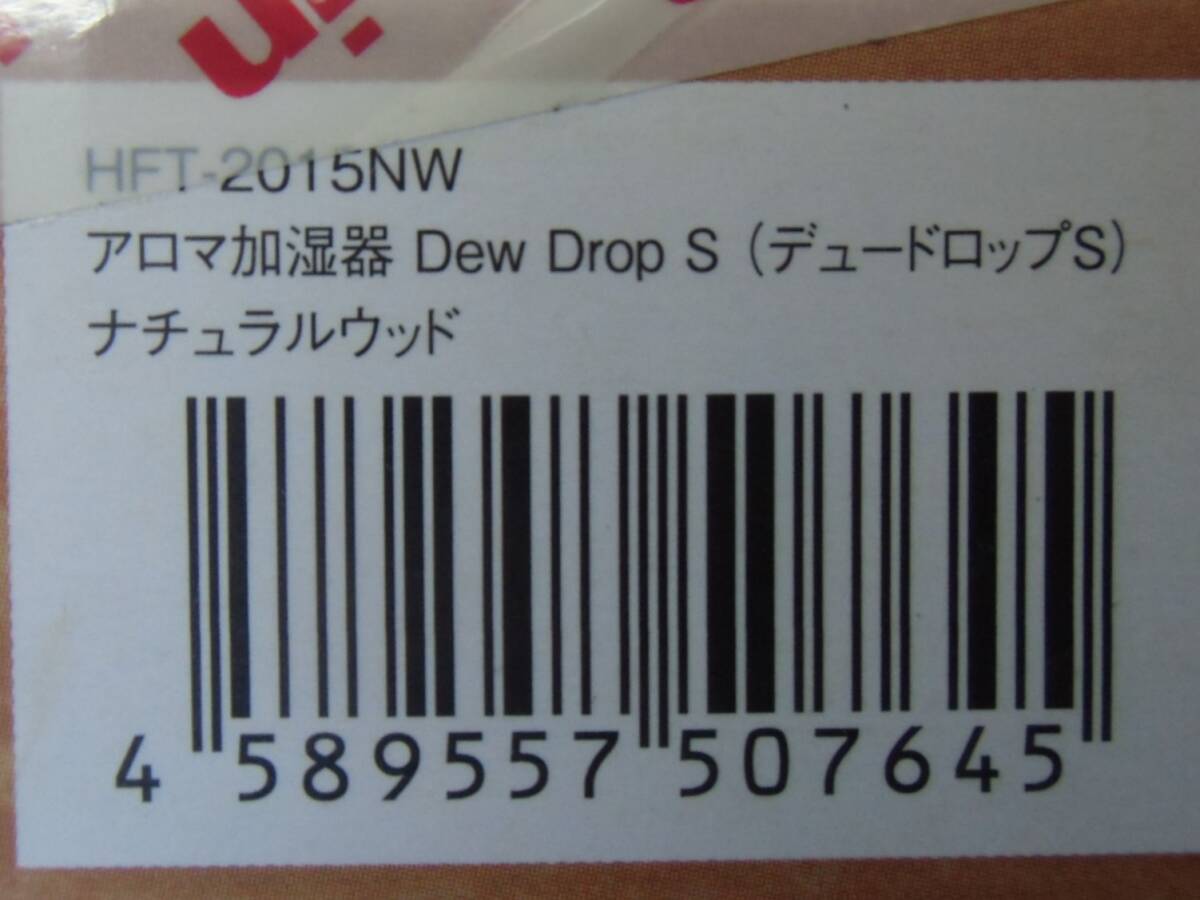 HFT-2015NW
アロマ加湿器 Dew Drop S（デュードロップS）
ナチュラルウッド
4 589557 507645